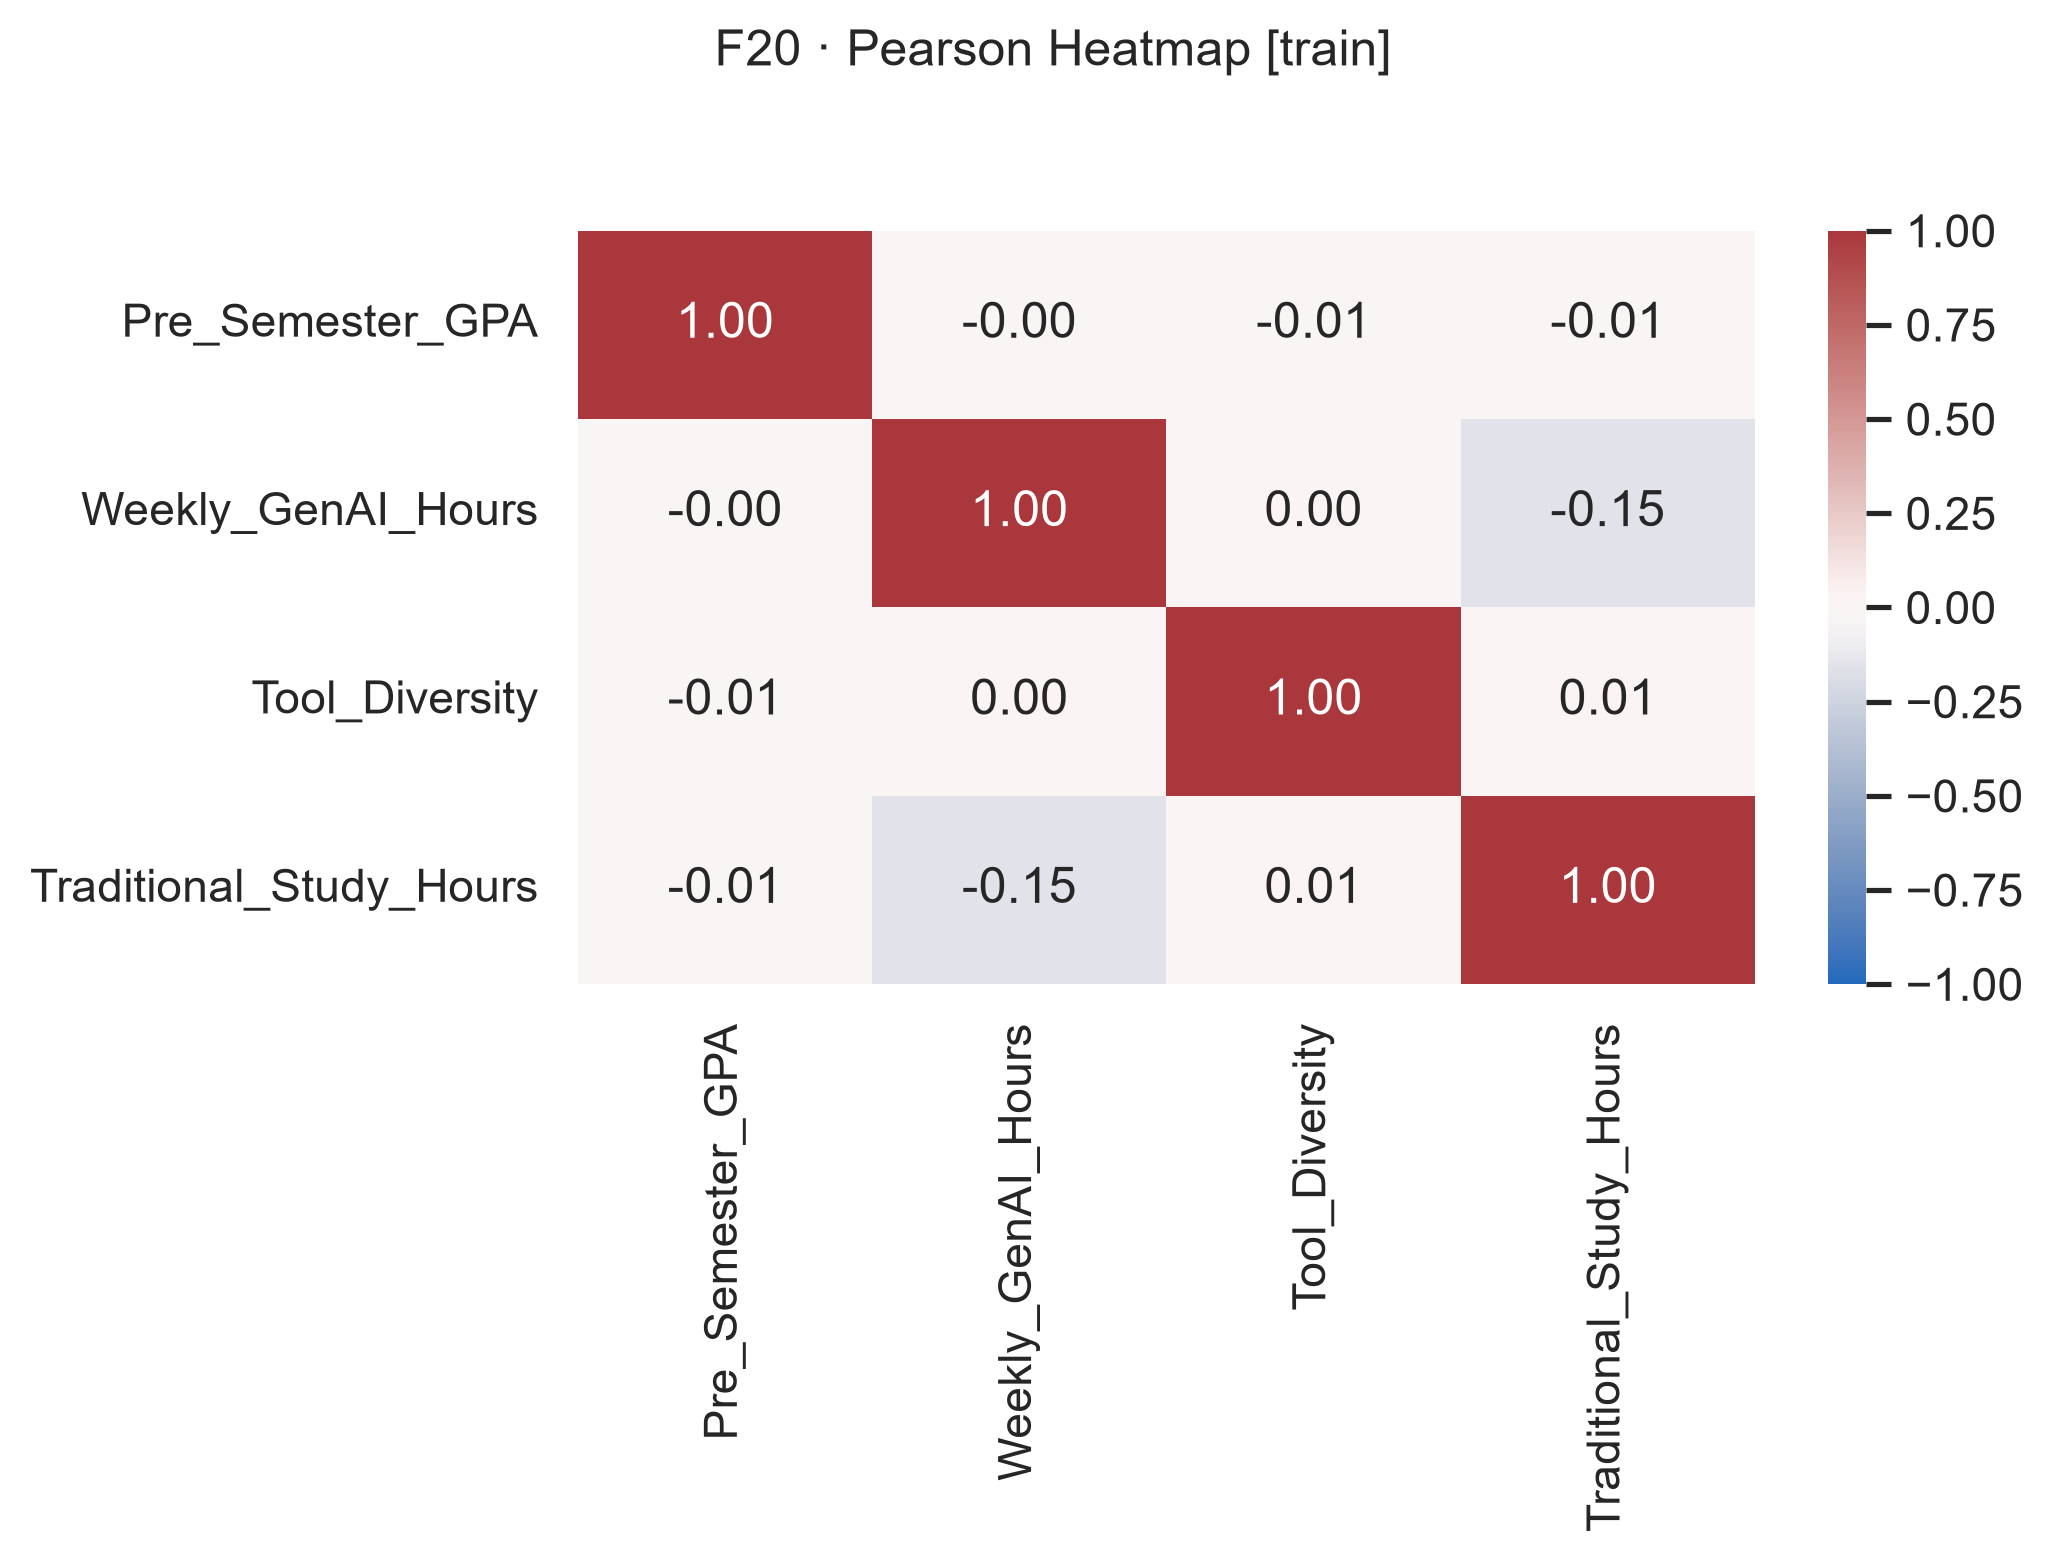 F20 · Pearson Heatmap [train]
Pre_Semester_GPA 1.00 -0.00 -0.01 -0.01
Weekly_GenAI_Hours -0.00 1.00 0.00 -0.15
Tool_Diversity -0.01 0.00 1.00 0.01
Traditional_Study_Hours -0.01 -0.15 0.01 1.00
Pre_Semester_GPA
Weekly_GenAI_Hours
Tool_Diversity
Traditional_Study_Hours
1.00
0.75
0.50
0.25
0.00
−0.25
−0.50
−0.75
−1.00